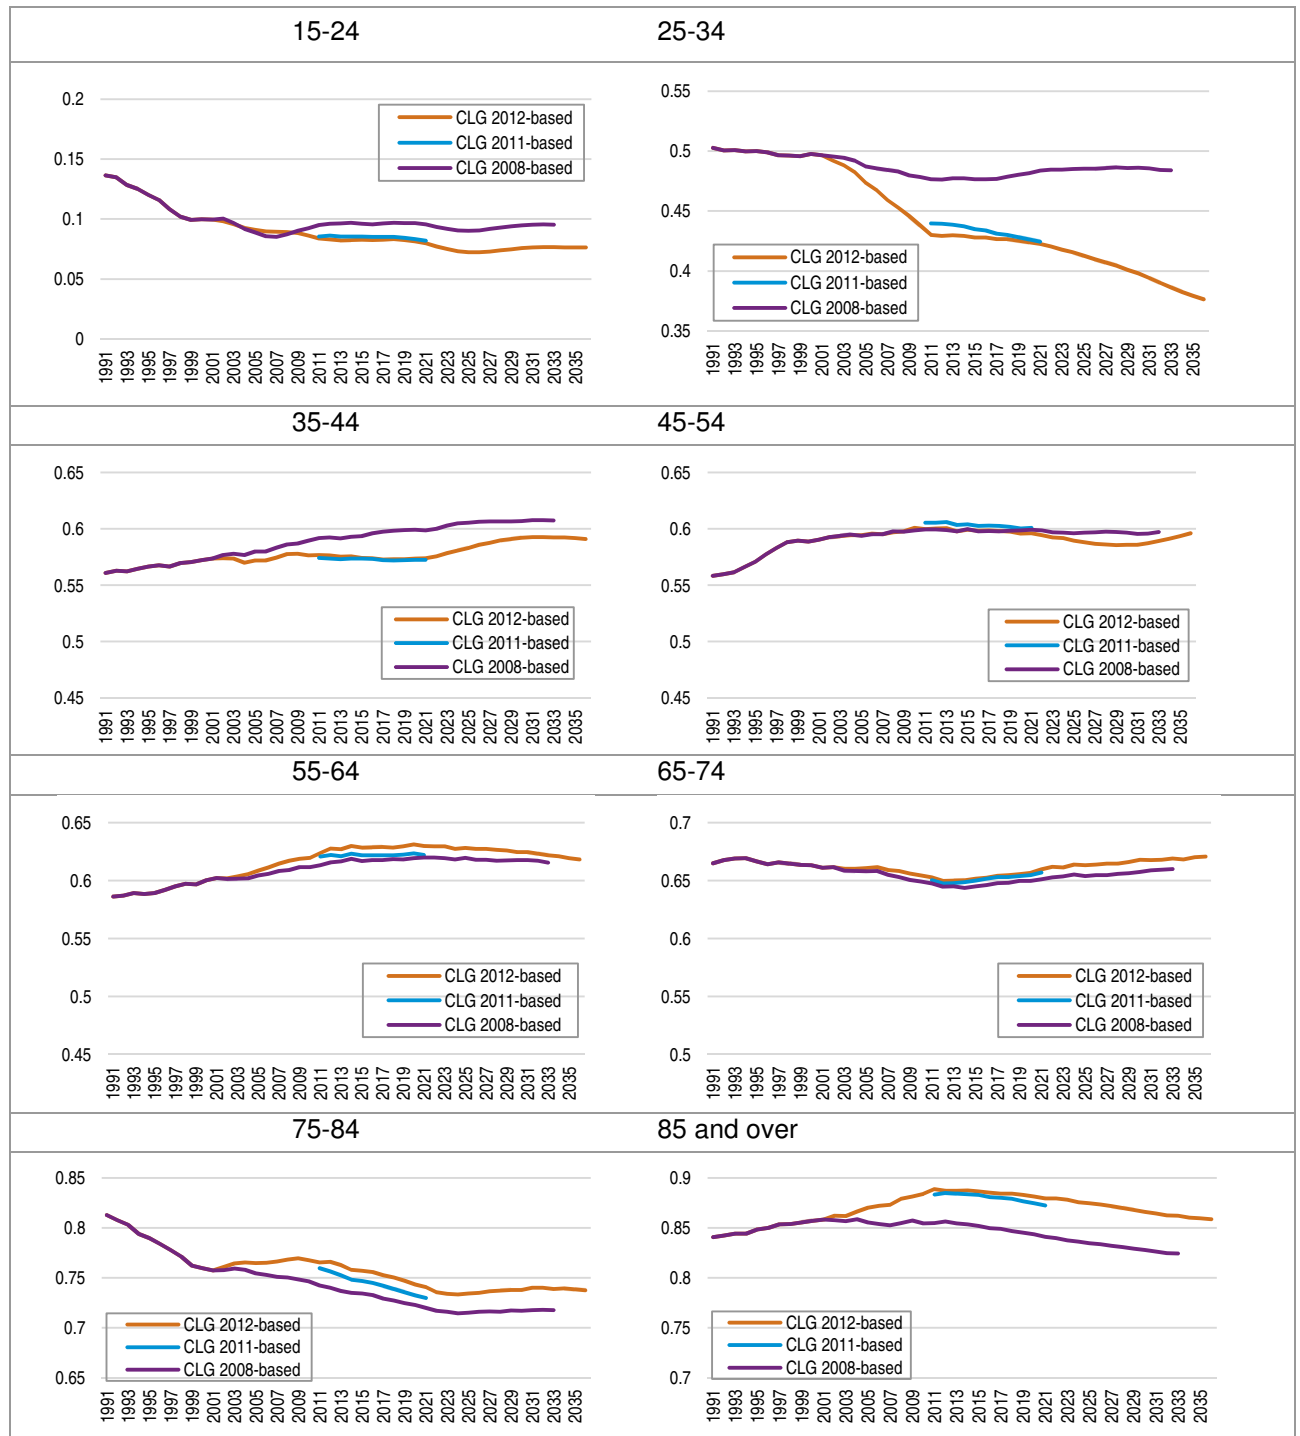 15-24 25-34
0.2
0.15
0.1
0.05
0
CLG 2012-based
CLG 2011-based
CLG 2008-based
1991 1993 1995 1997 1999 2001 2003 2005 2007 2009 2011 2013 2015 2017 2019 2021 2023 2025 2027 2029 2031 2033 2035
0.55
0.5
0.45
0.4
0.35
CLG 2012-based
CLG 2011-based
CLG 2008-based
1991 1993 1995 1997 1999 2001 2003 2005 2007 2009 2011 2013 2015 2017 2019 2021 2023 2025 2027 2029 2031 2033 2035
35-44 45-54
0.65
0.6
0.55
0.5
0.45
CLG 2012-based
CLG 2011-based
CLG 2008-based
1991 1993 1995 1997 1999 2001 2003 2005 2007 2009 2011 2013 2015 2017 2019 2021 2023 2025 2027 2029 2031 2033 2035
0.65
0.6
0.55
0.5
0.45
CLG 2012-based
CLG 2011-based
CLG 2008-based
1991 1993 1995 1997 1999 2001 2003 2005 2007 2009 2011 2013 2015 2017 2019 2021 2023 2025 2027 2029 2031 2033 2035
55-64 65-74
0.65
0.6
0.55
0.5
0.45
CLG 2012-based
CLG 2011-based
CLG 2008-based
1991 1993 1995 1997 1999 2001 2003 2005 2007 2009 2011 2013 2015 2017 2019 2021 2023 2025 2027 2029 2031 2033 2035
0.7
0.65
0.6
0.55
0.5
CLG 2012-based
CLG 2011-based
CLG 2008-based
1991 1993 1995 1997 1999 2001 2003 2005 2007 2009 2011 2013 2015 2017 2019 2021 2023 2025 2027 2029 2031 2033 2035
75-84 85 and over
0.85
0.8
0.75
0.7
0.65
CLG 2012-based
CLG 2011-based
CLG 2008-based
1991 1993 1995 1997 1999 2001 2003 2005 2007 2009 2011 2013 2015 2017 2019 2021 2023 2025 2027 2029 2031 2033 2035
0.9
0.85
0.8
0.75
0.7
CLG 2012-based
CLG 2011-based
CLG 2008-based
1991 1993 1995 1997 1999 2001 2003 2005 2007 2009 2011 2013 2015 2017 2019 2021 2023 2025 2027 2029 2031 2033 2035